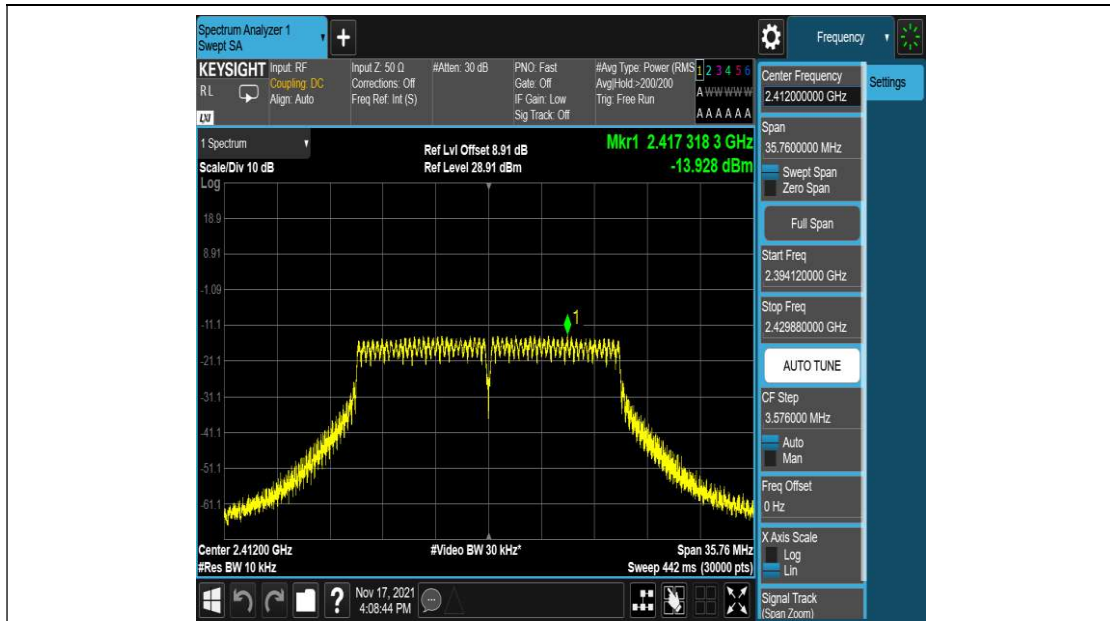 Spectrum Analyzer 1
Swept SA
Frequency
KEYSIGHT
RL
LXI
Input: RF
Coupling: DC
Align: Auto
Input Z: 50 Ω
Corrections: Off
Freq Ref: Int (S)
#Atten: 30 dB
PNO: Fast
Gate: Off
IF Gain: Low
Sig Track: Off
#Avg Type: Power (RMS
Avg|Hold:>200/200
Trig: Free Run
1 2 3 4 5 6
A W W W W W
A A A A A A
Center Frequency
2.412000000 GHz
Settings
Span
35.7600000 MHz
Swept Span
Zero Span
Full Span
Start Freq
2.394120000 GHz
Stop Freq
2.429880000 GHz
AUTO TUNE
CF Step
3.576000 MHz
Auto
Man
Freq Offset
0 Hz
X Axis Scale
Log
Lin
Signal Track
(Span Zoom)
1 Spectrum
Scale/Div 10 dB
Log
Ref Lvl Offset 8.91 dB
Ref Level 28.91 dBm
Mkr1 2.417 318 3 GHz
-13.928 dBm
18.9
8.91
-1.09
-11.1
-21.1
-31.1
-41.1
-51.1
-61.1
1
Center 2.41200 GHz
#Res BW 10 kHz
#Video BW 30 kHz*
Span 35.76 MHz
Sweep 442 ms (30000 pts)
?
Nov 17, 2021
4:08:44 PM